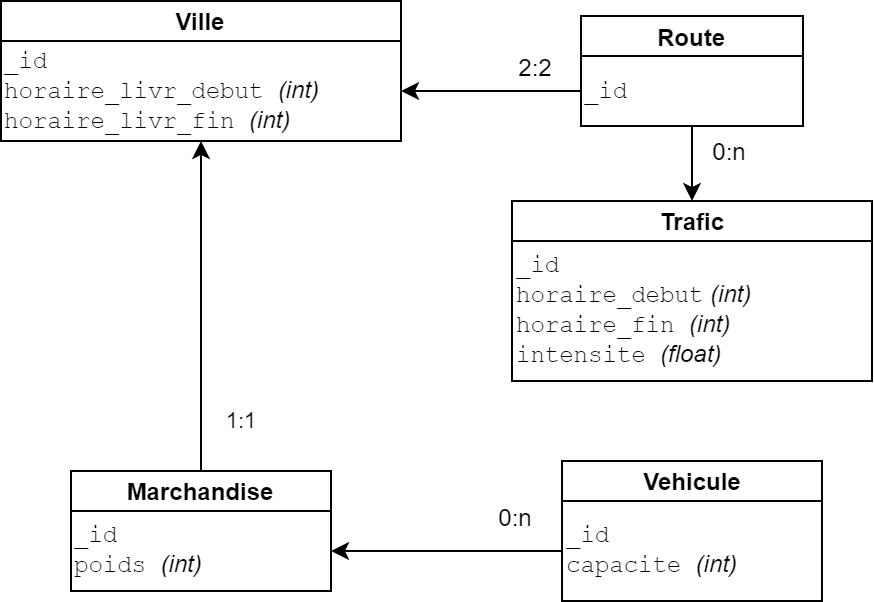 Ville
_id
horaire_livr_debut (int)
horaire_livr_fin (int)
2:2
Route
_id
0:n
Trafic
_id
horaire_debut (int)
horaire_fin (int)
intensite (float)
1:1
Marchandise
_id
poids (int)
0:n
Vehicule
_id
capacite (int)